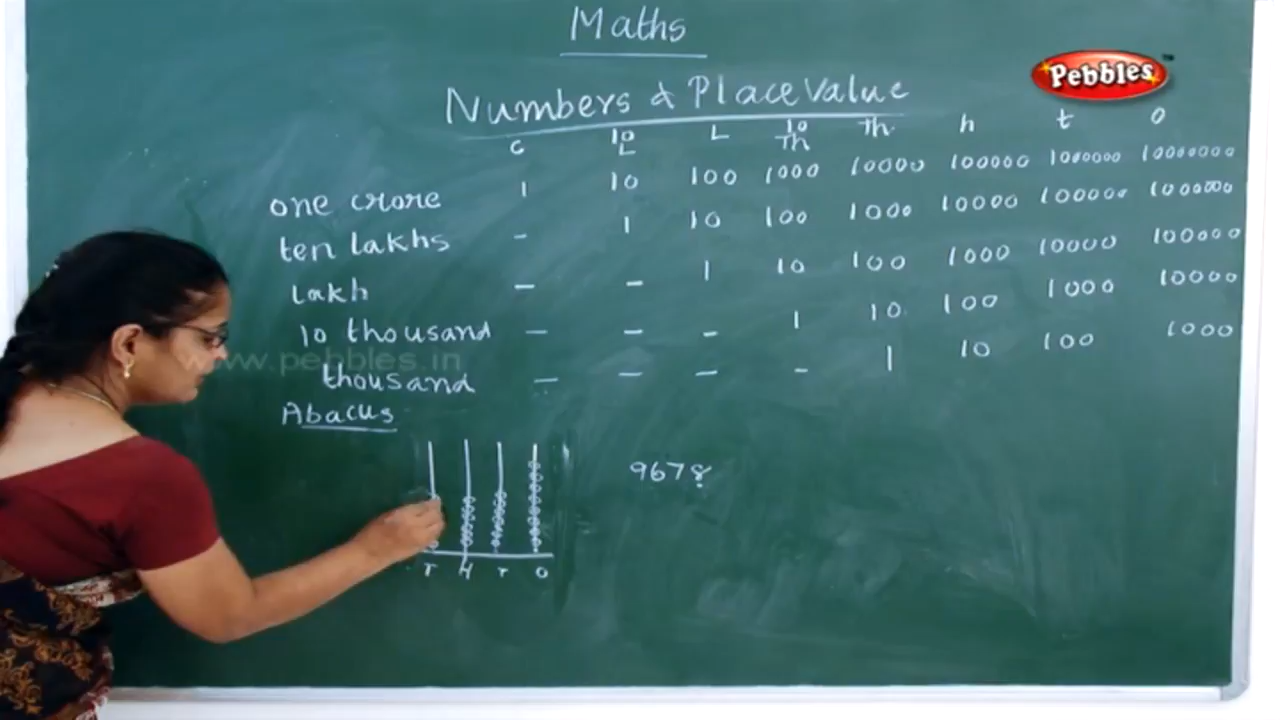 Maths
Pebbles™
Numbers & Place Value
C 10 L L 10 Th Th h t o
one crore 1 10 100 1000 10000 100000 1000000 10000000
ten lakhs - 1 10 100 1000 10000 100000 1000000
lakh - - 1 10 100 1000 10000 100000
10 thousand - - - 1 10 100 1000 10000
www.pebbles.in
thousand - - - - 1 10 100 1000
Abacus
9678
T H T O